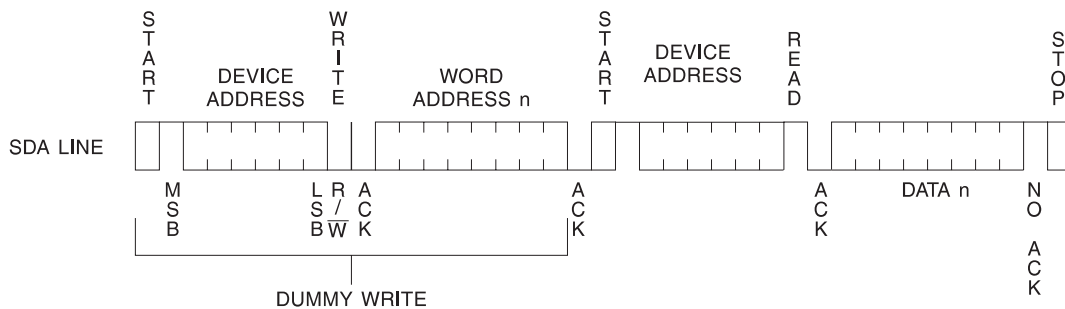 START
WRITE
START
READ
STOP
DEVICE
ADDRESS
WORD
ADDRESS n
DEVICE
ADDRESS
SDA LINE
MSB
LSB
R/W
ACK
ACK
ACK
DATA n
NO ACK
DUMMY WRITE